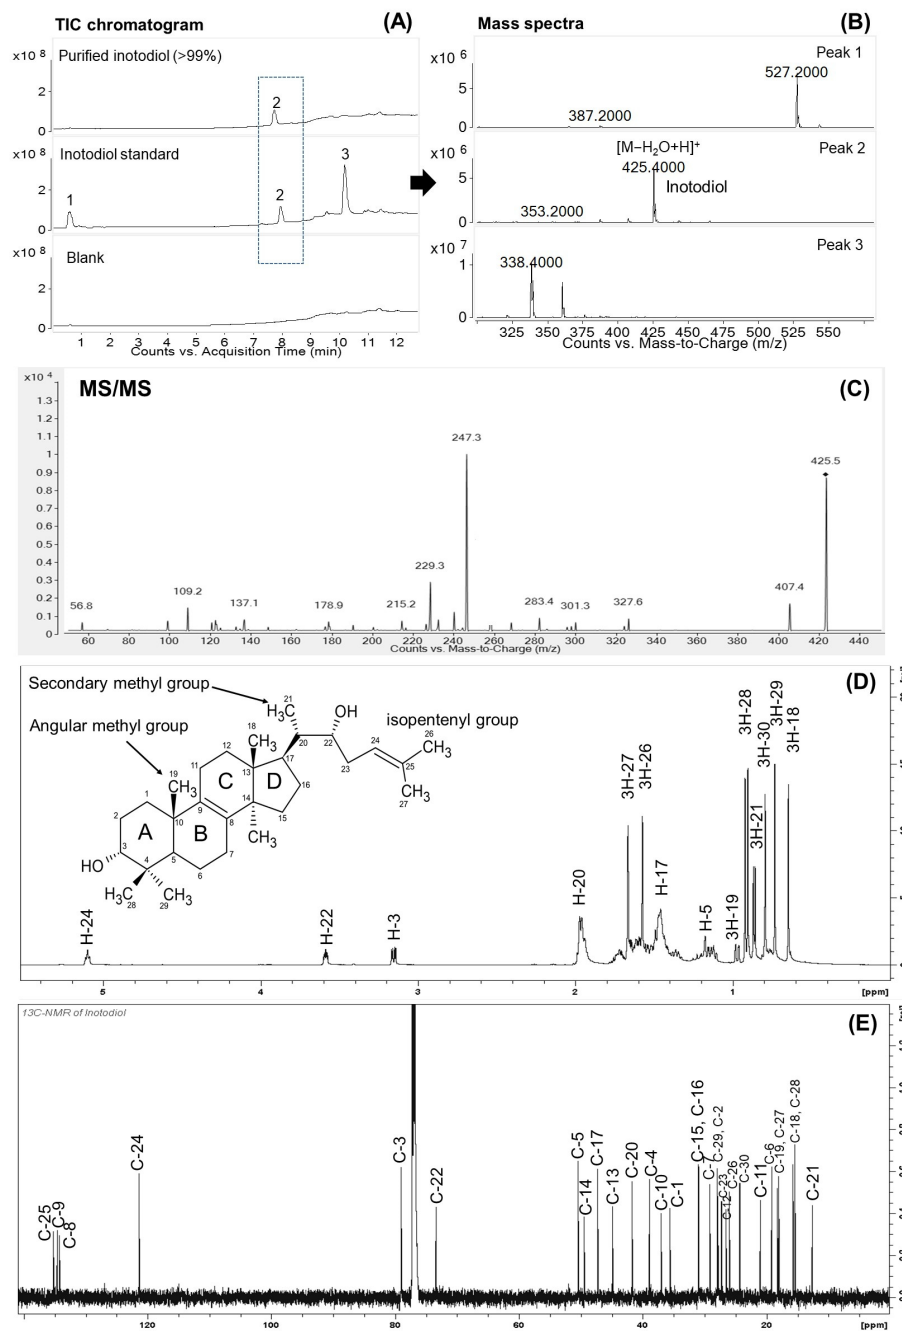 TIC chromatogram
(A)
x10 8
Purified inotodiol (>99%)
2
2
0
x10 8
Inotodiol standard
3
2
2
1
0
x10 8
Blank
2
0
1 2 3 4 5 6 7 8 9 10 11 12
Counts vs. Acquisition Time (min)
Mass spectra
(B)
x10 6
Peak 1
527.2000
5
387.2000
0
x10 6
[M−H2O+H]+
Peak 2
425.4000
5
Inotodiol
353.2000
0
x10 7
Peak 3
338.4000
1
0
325 350 375 400 425 450 475 500 525 550
Counts vs. Mass-to-Charge (m/z)
x10 4
MS/MS
(C)
1.3
1.2
1.1
1
0.9
0.8
0.7
0.6
0.5
0.4
0.3
0.2
0.1
0
56.8
109.2
137.1
178.9
215.2
229.3
247.3
283.4
301.3
327.6
407.4
425.5
60 80 100 120 140 160 180 200 220 240 260 280 300 320 340 360 380 400 420 440
Counts vs. Mass-to-Charge (m/z)
(D)
Secondary methyl group
Angular methyl group
isopentenyl group
21
H3C
OH
18
CH3
20
22
23
24
25
26
CH3
CH3
27
19
CH3
11
12
13
17
16
C
D
14
15
1
2
3
10
9
8
A
B
CH3
HO
4
5
6
7
H3C
28
CH3
29
H-24
H-22
H-3
H-20
3H-27
3H-26
H-17
H-5
3H-19
3H-28
3H-21
3H-30
3H-29
3H-18
5 4 3 2 1 [ppm]
13C-NMR of Inotodiol
(E)
C-25
C-9
C-8
C-24
C-3
C-22
C-5
C-14
C-17
C-13
C-20
C-4
C-10
C-1
C-15, C-16
C-7
C-29, C-2
C-23
C-12
C-26
C-30
C-11
C-6
C-19, C-27
C-18, C-28
C-21
120 100 80 60 40 20 [ppm]